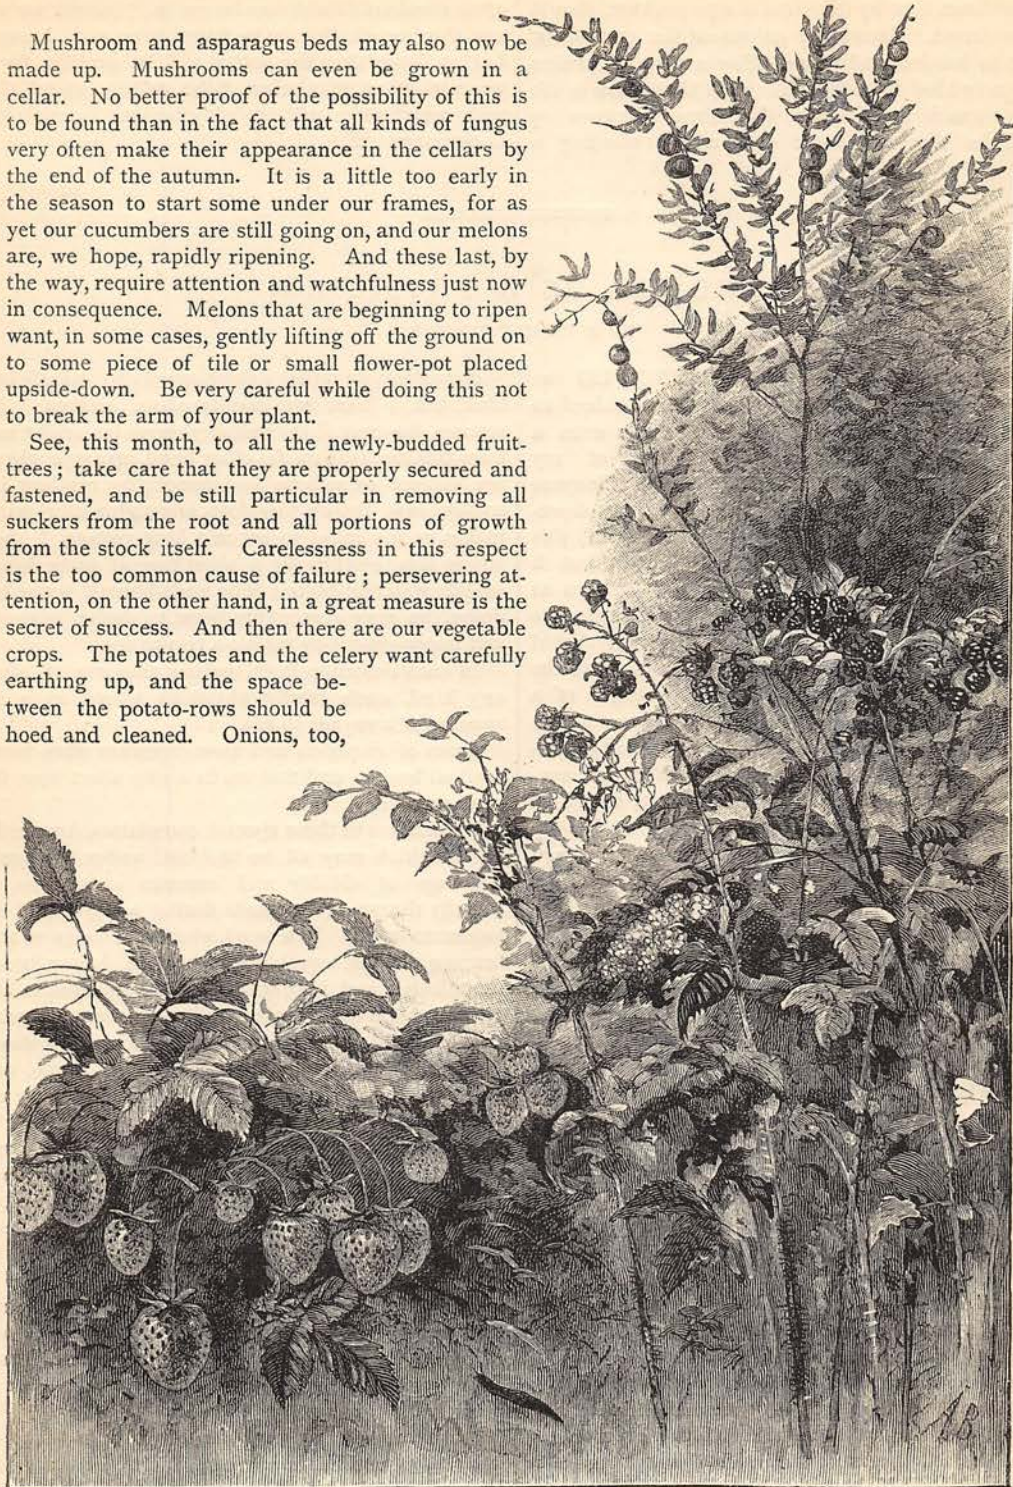 Mushroom and asparagus beds may also now be
made up. Mushrooms can even be grown in a
cellar. No better proof of the possibility of this is
to be found than in the fact that all kinds of fungus
very often make their appearance in the cellars by
the end of the autumn. It is a little too early in
the season to start some under our frames, for as
yet our cucumbers are still going on, and our melons
are, we hope, rapidly ripening. And these last, by
the way, require attention and watchfulness just now
in consequence. Melons that are beginning to ripen
want, in some cases, gently lifting off the ground on
to some piece of tile or small flower-pot placed
upside-down. Be very careful while doing this not
to break the arm of your plant.
See, this month, to all the newly-budded fruit-
trees; take care that they are properly secured and
fastened, and be still particular in removing all
suckers from the root and all portions of growth
from the stock itself. Carelessness in this respect
is the too common cause of failure; persevering at-
tention, on the other hand, in a great measure is the
secret of success. And then there are our vegetable
crops. The potatoes and the celery want carefully
earthing up, and the space be-
tween the potato-rows should be
hoed and cleaned. Onions, too,
A.B.